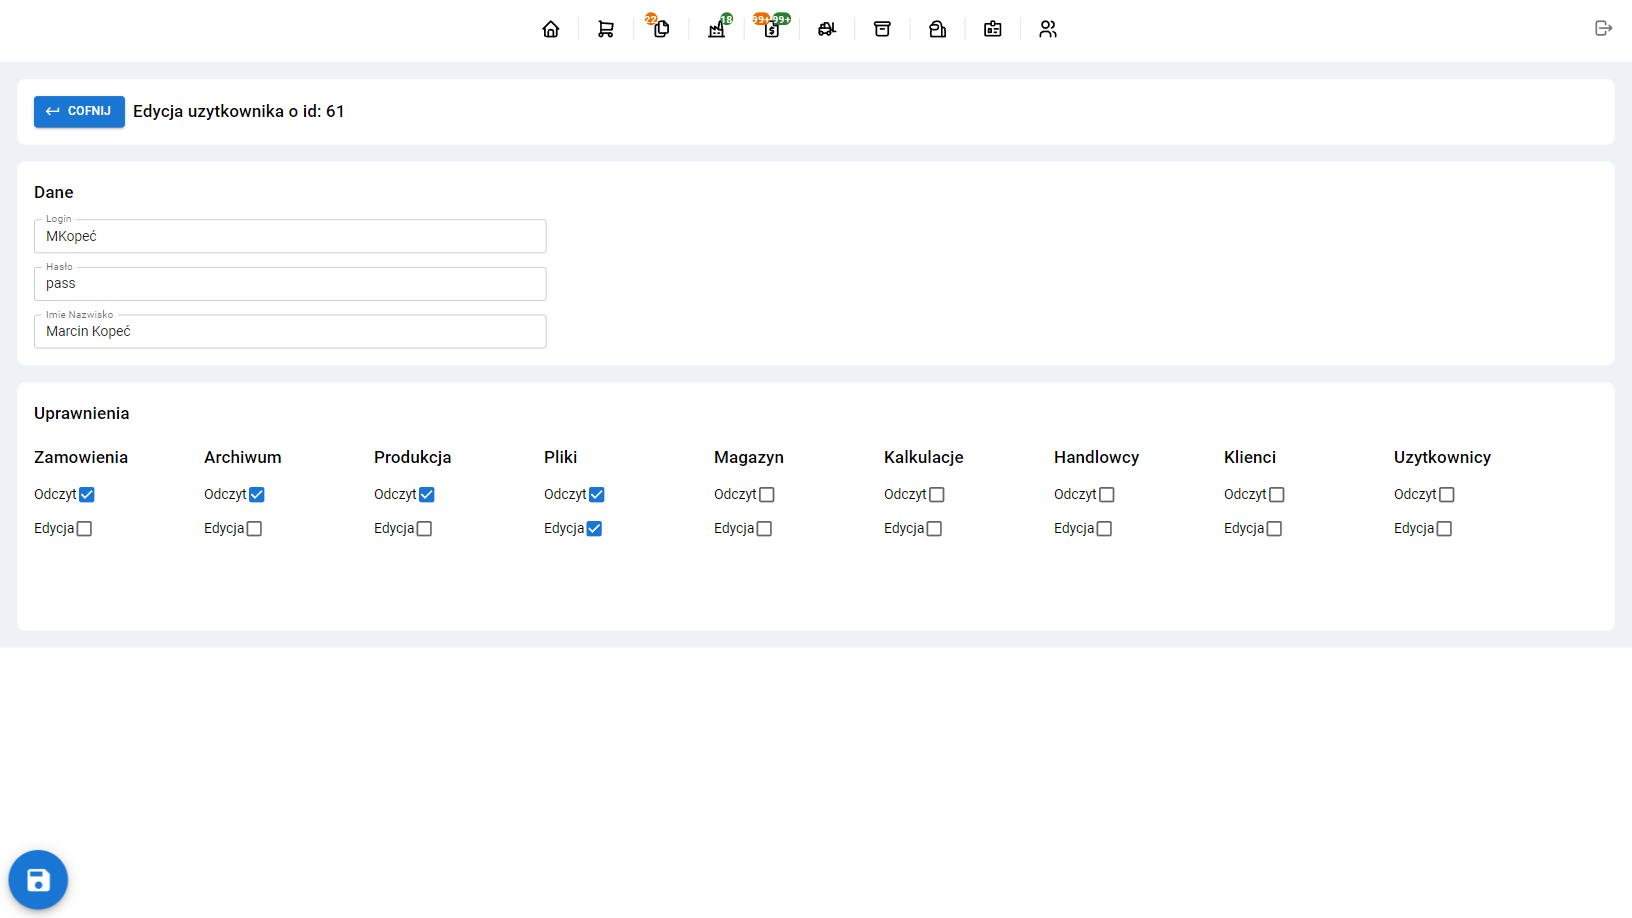 22
18
99+ 99+
COFNIJ Edycja uzytkownika o id: 61
Dane
Login
MKopeć
Hasło
pass
Imie Nazwisko
Marcin Kopeć
Uprawnienia
Zamowienia Archiwum Produkcja Pliki Magazyn Kalkulacje Handlowcy Klienci Uzytkownicy
Odczyt Odczyt Odczyt Odczyt Odczyt Odczyt Odczyt Odczyt Odczyt
Edycja Edycja Edycja Edycja Edycja Edycja Edycja Edycja Edycja